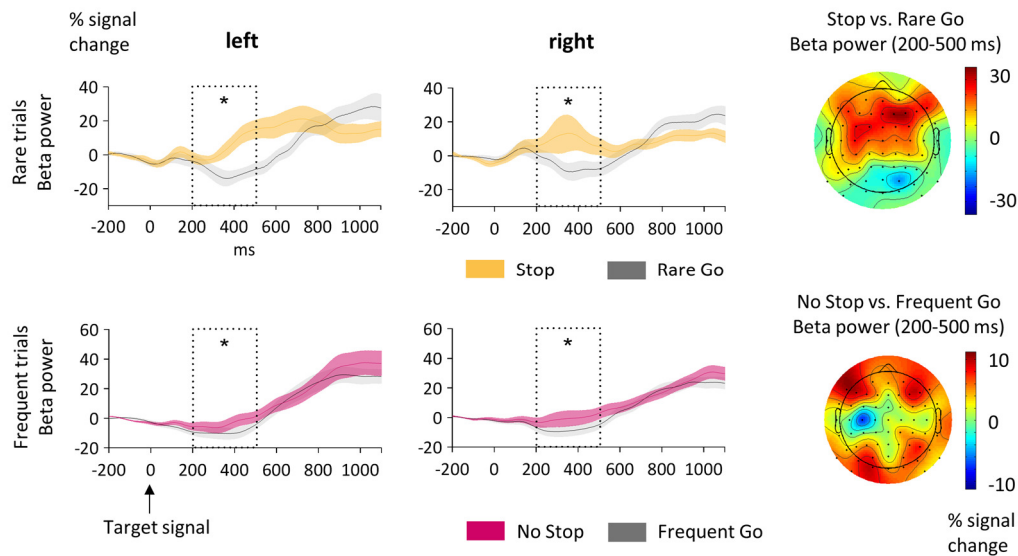 % signal
change
left
right
Stop vs. Rare Go
Beta power (200-500 ms)
Rare trials
Beta power
40
20
0
-20
-200 0 200 400 600 800 1000
ms
*
40
20
0
-20
-200 0 200 400 600 800 1000
*
30
0
-30
Stop
Rare Go
No Stop vs. Frequent Go
Beta power (200-500 ms)
Frequent trials
Beta power
60
40
20
0
-20
-200 0 200 400 600 800 1000
*
60
40
20
0
-20
-200 0 200 400 600 800 1000
*
10
0
-10
Target signal
No Stop
Frequent Go
% signal
change